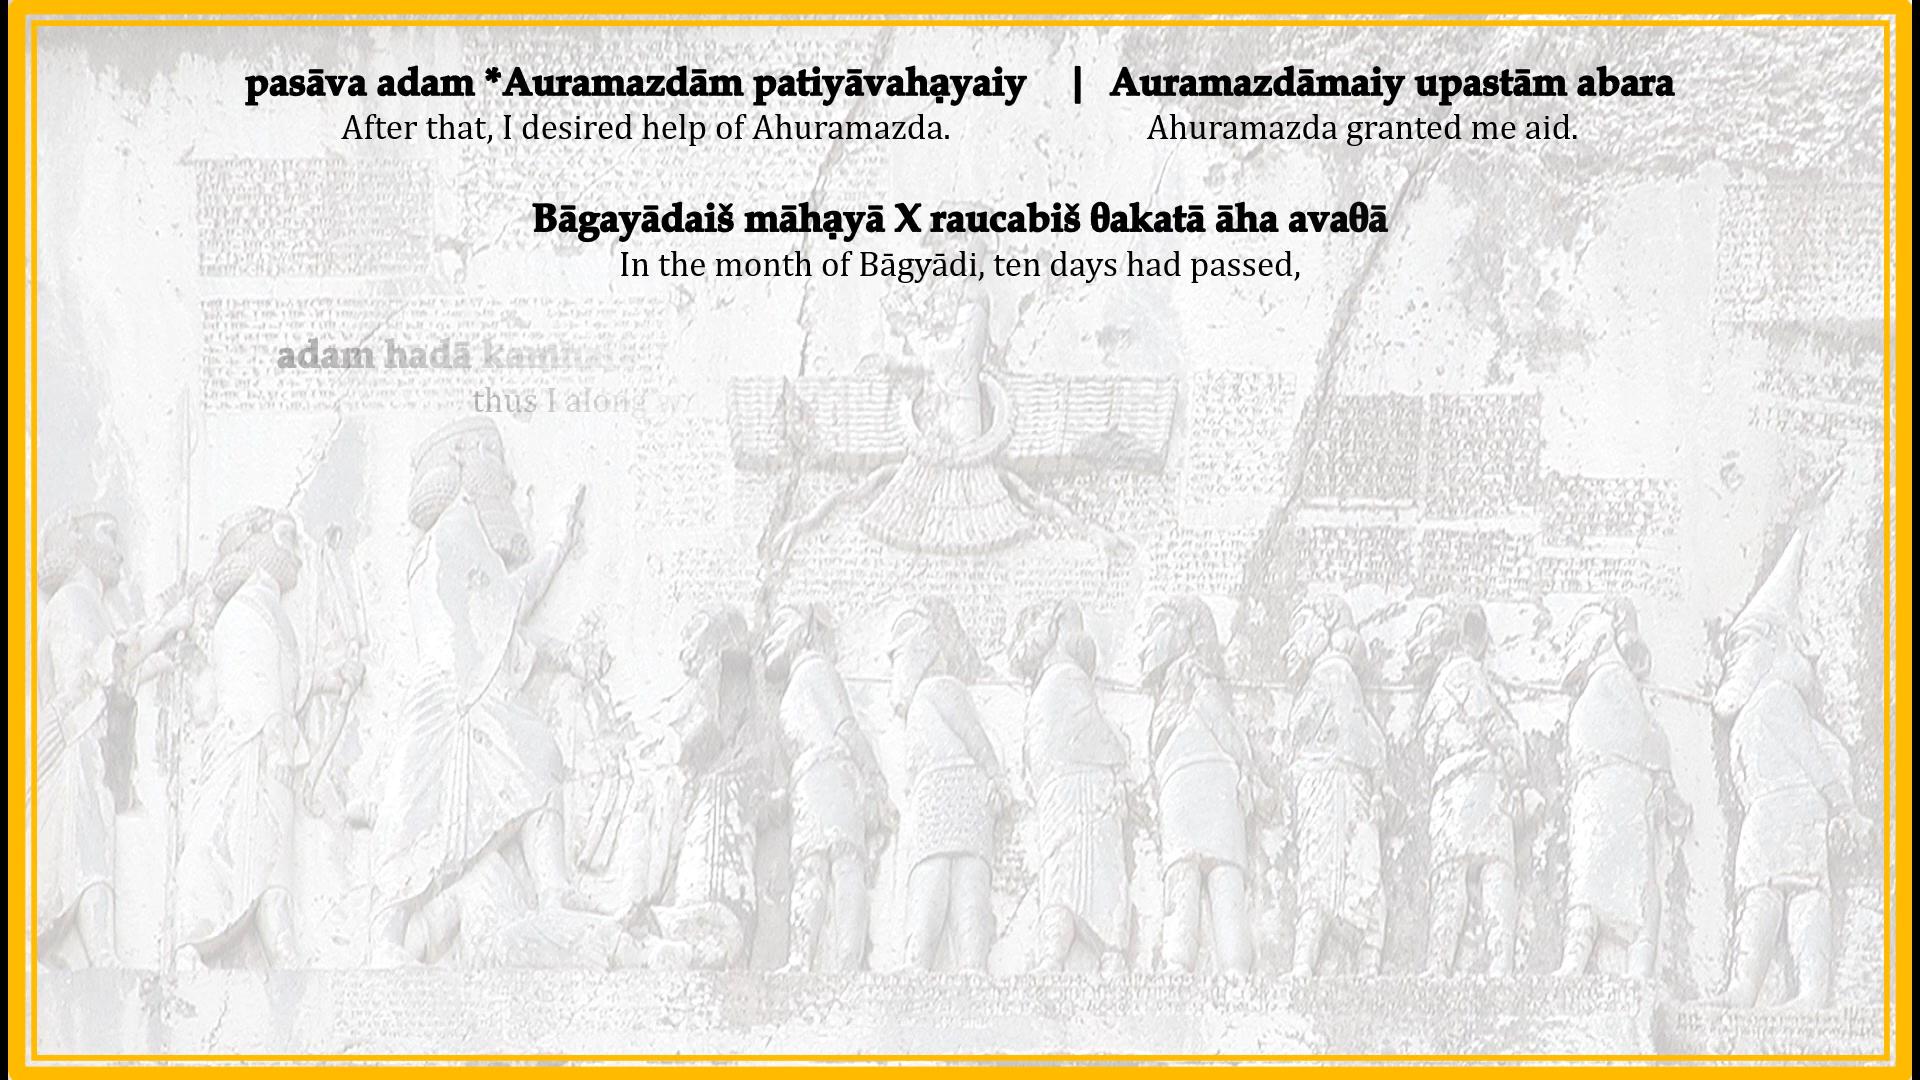 pasāva adam *Auramazdām patiyāvahạyaiy | Auramazdāmaiy upastām abara
After that, I desired help of Ahuramazda. Ahuramazda granted me aid.
Bāgayādaiš māhạyā X raucabiš θakatā āha avaθā
In the month of Bāgyādi, ten days had passed,
adam hadā
thus I along